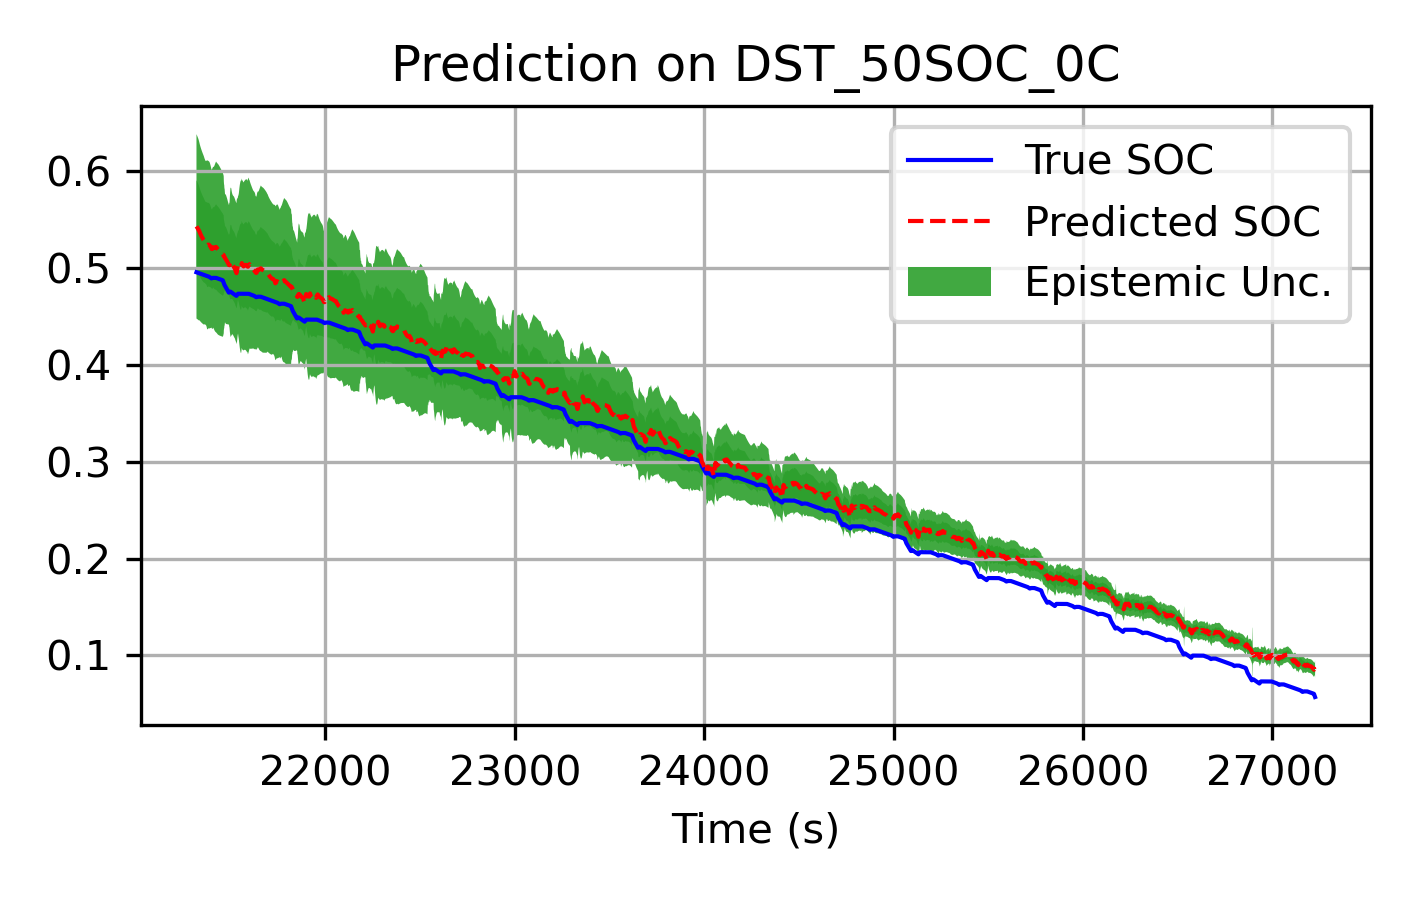 Prediction on DST_50SOC_0C
True SOC
Predicted SOC
Epistemic Unc.
0.6
0.5
0.4
0.3
0.2
0.1
22000 23000 24000 25000 26000 27000
Time (s)